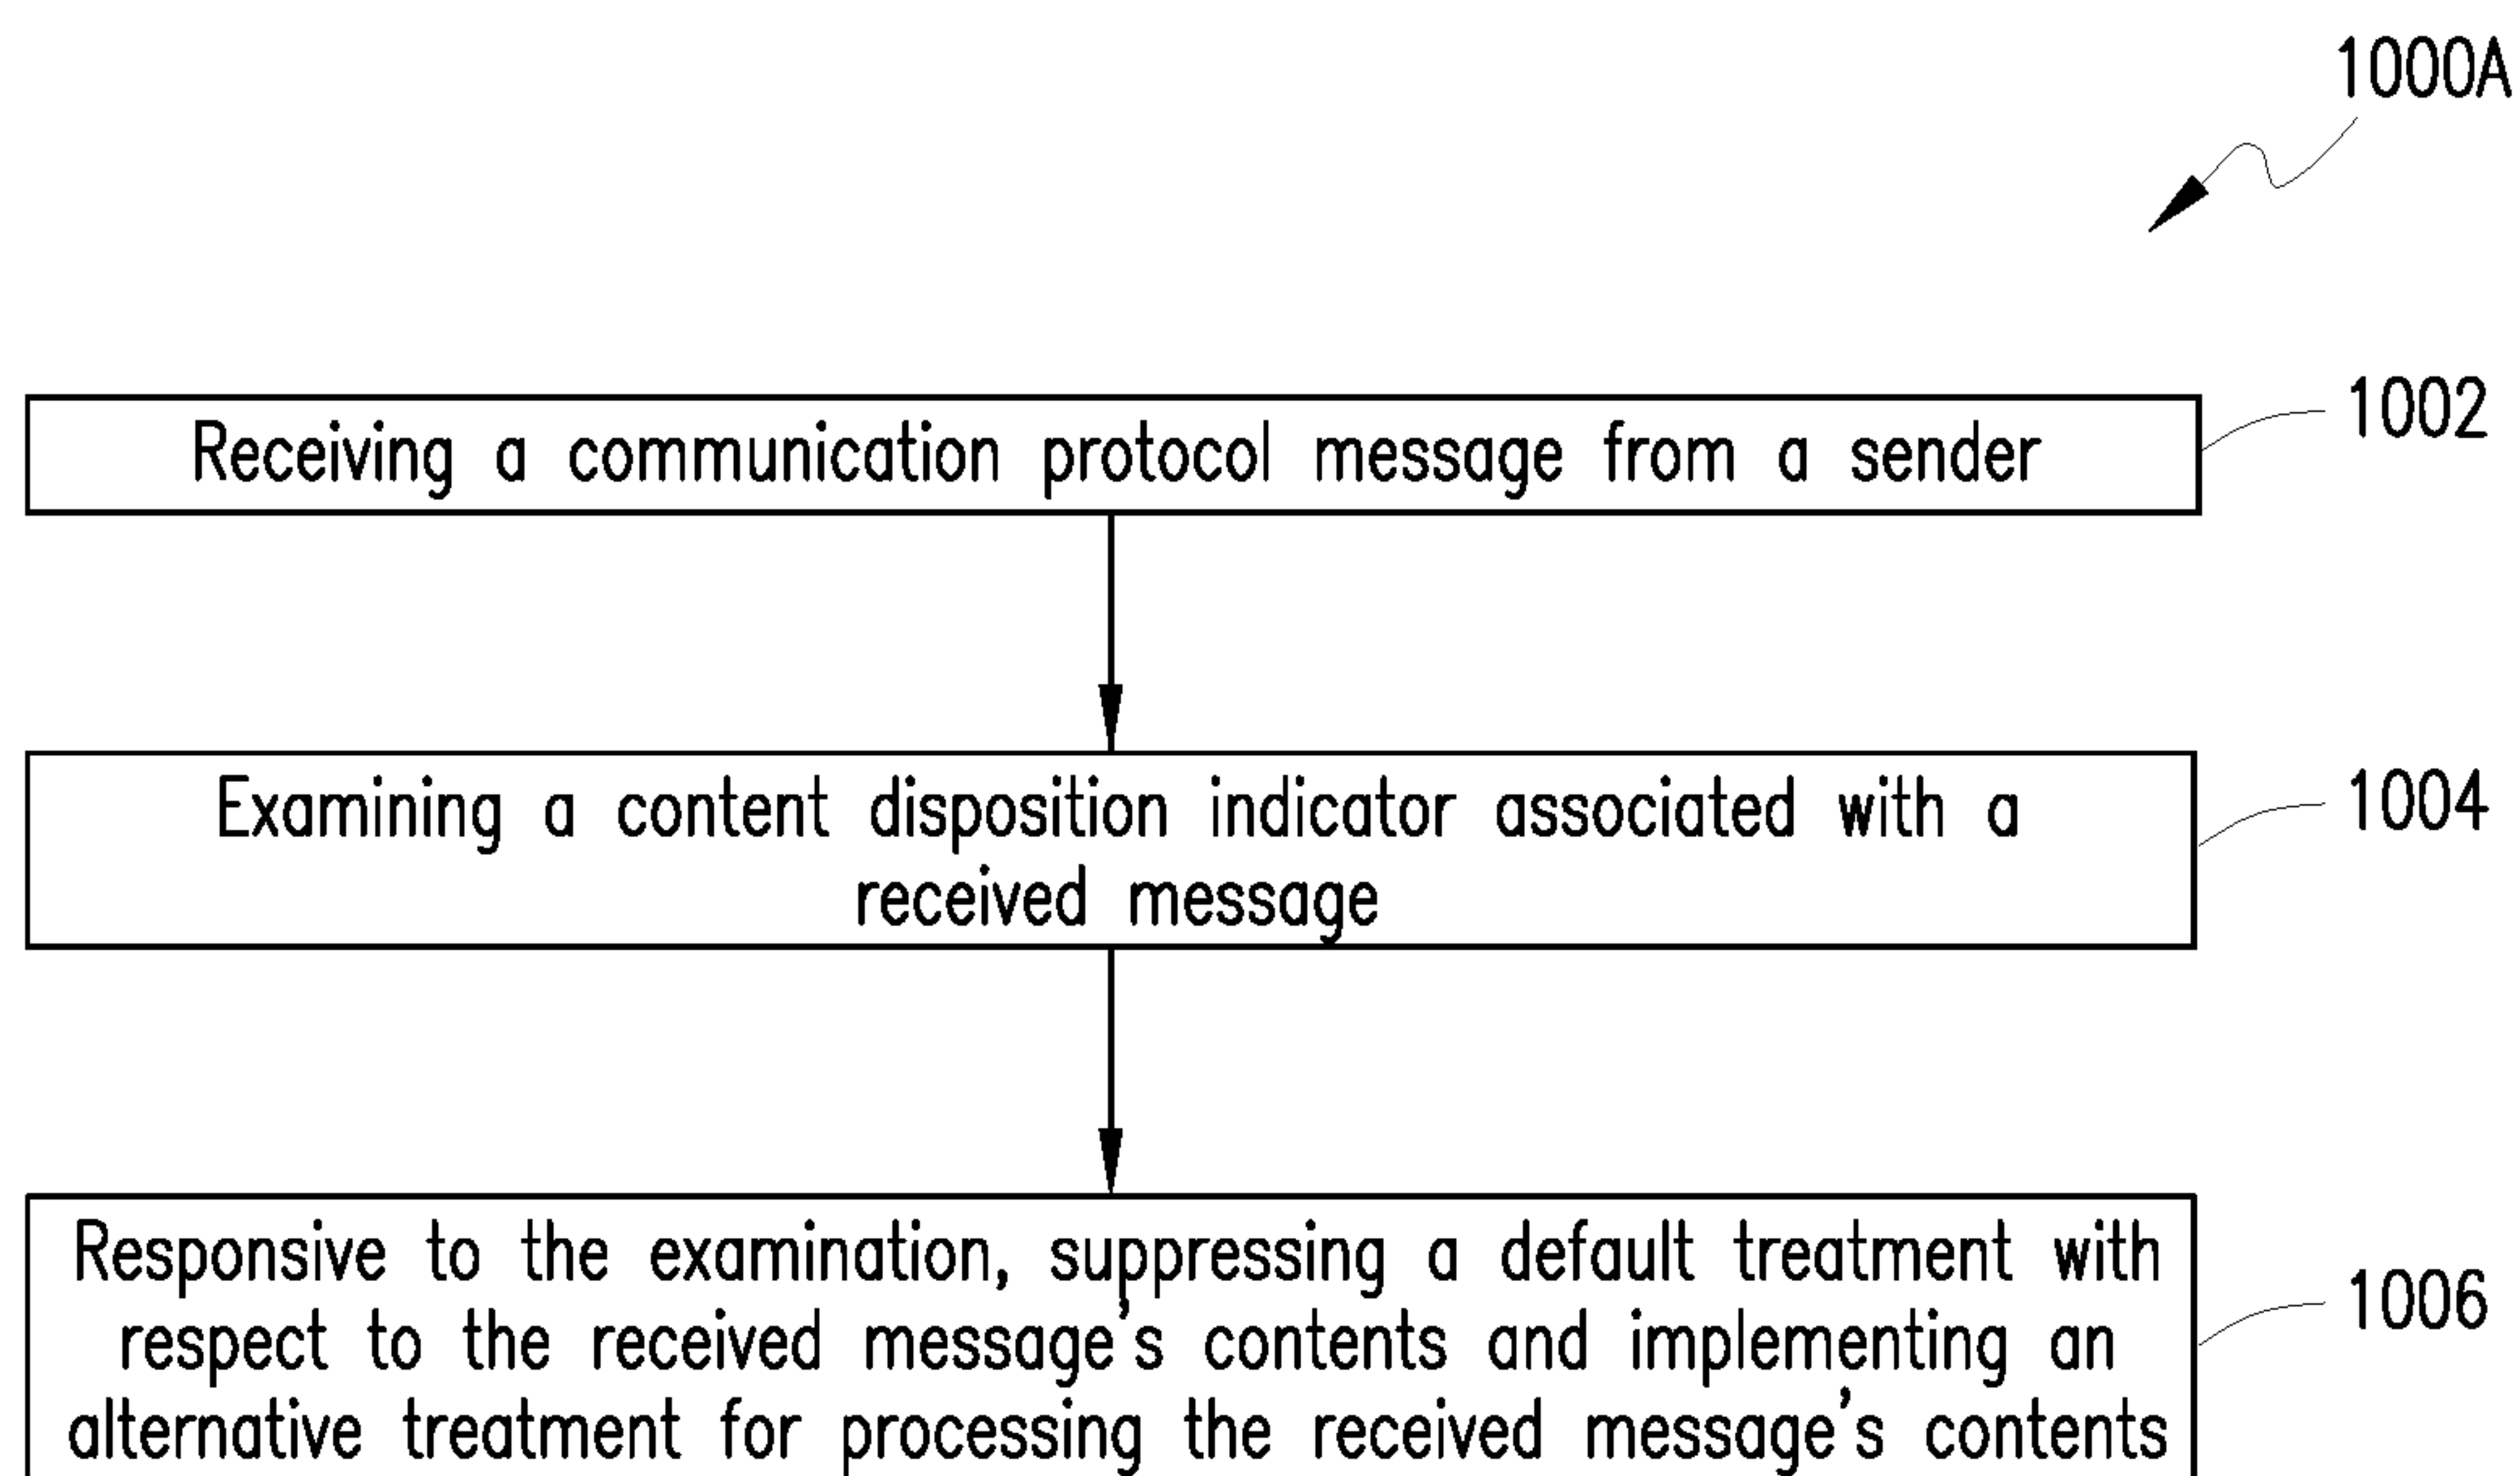 1000A
Receiving a communication protocol message from a sender
1002
Examining a content disposition indicator associated with a
received message
1004
Responsive to the examination, suppressing a default treatment with
respect to the received message's contents and implementing an
alternative treatment for processing the received message's contents
1006